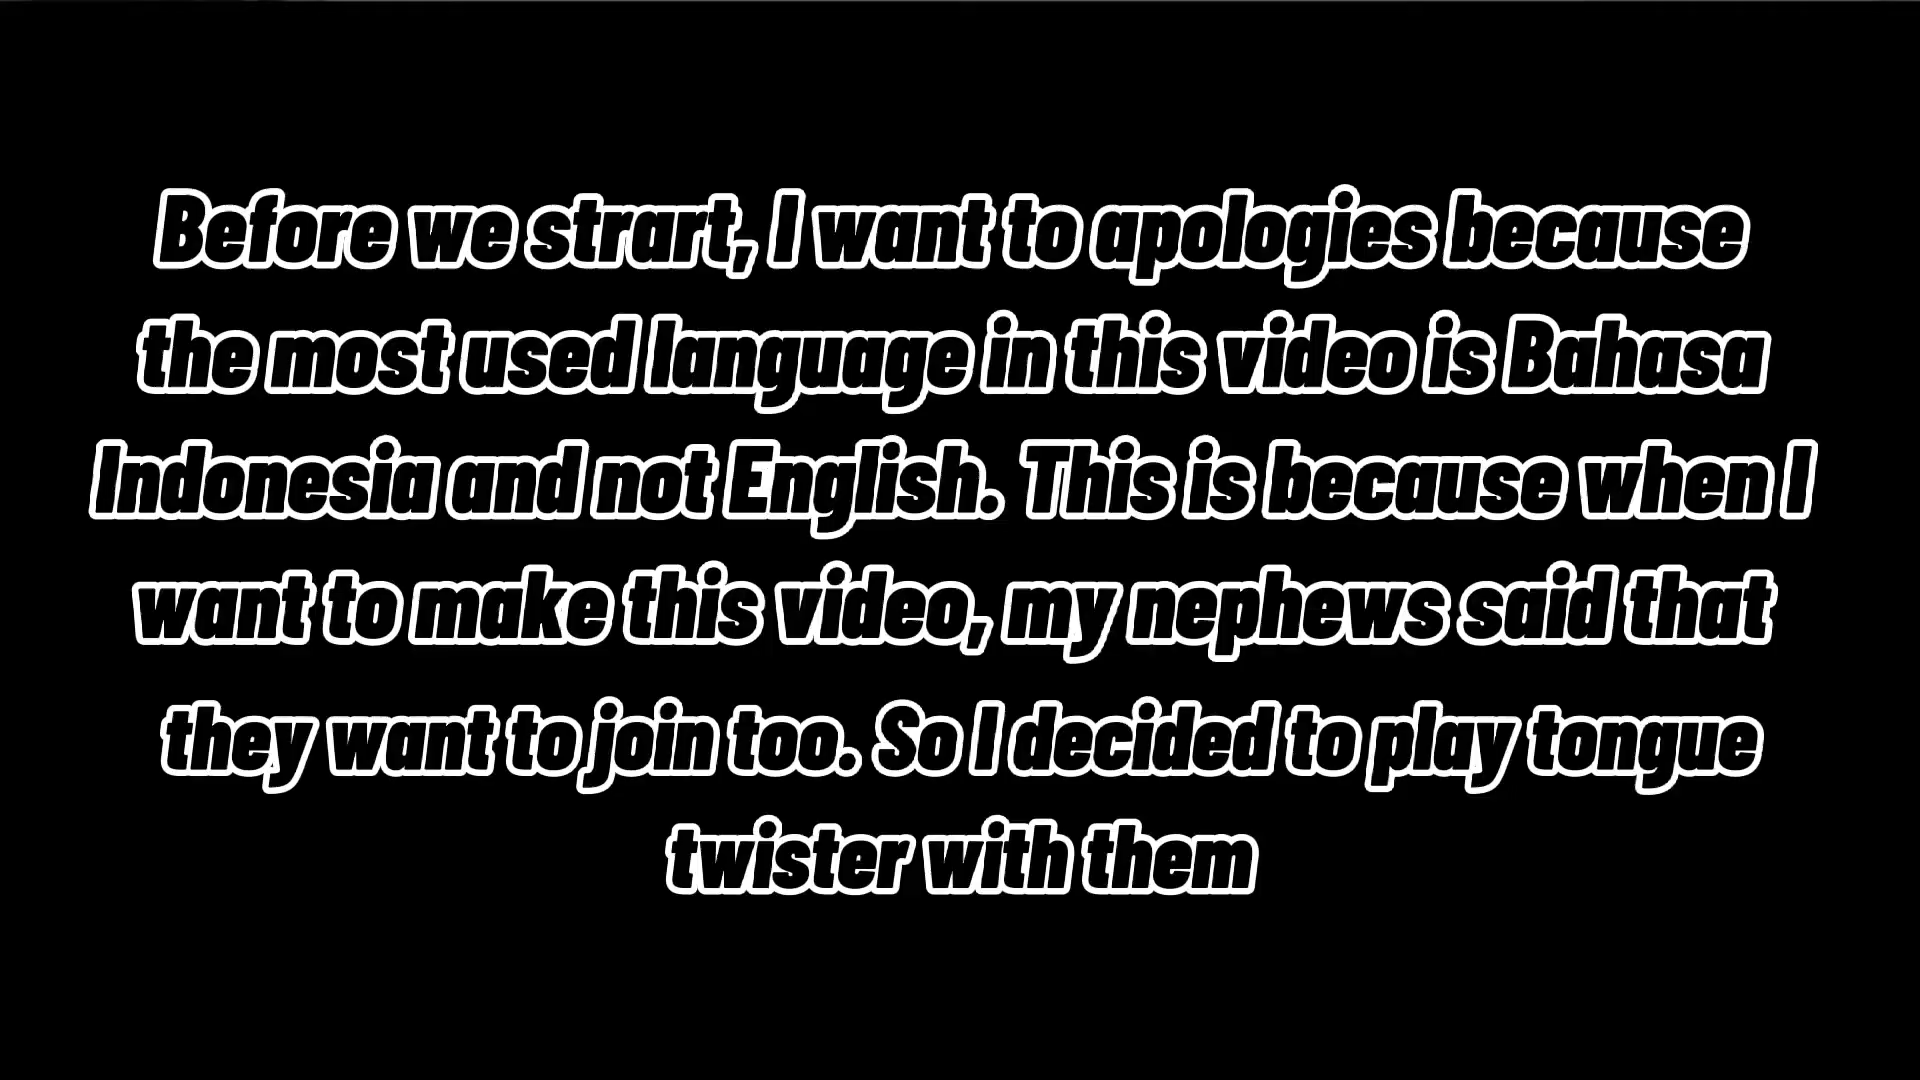 Before we strart, I want to apologies because
the most used language in this video is Bahasa
Indonesia and not English. This is because when I
want to make this video, my nephews said that
they want to join too. So I decided to play tongue
twister with them